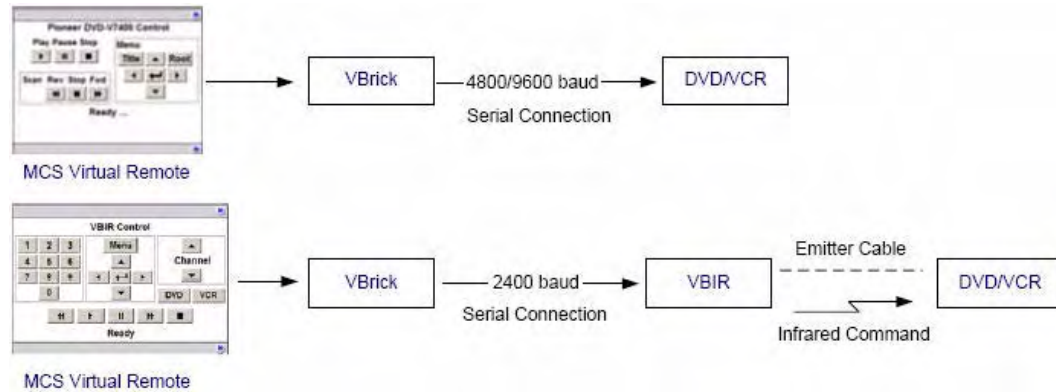 Pioneer DVD-V7400 Control
Play Pause Stop
Menu
Title
Root
Scan Rev Stop Fwd
Ready ...
MCS Virtual Remote
VBrick
4800/9600 baud
Serial Connection
DVD/VCR
VBIR Control
1 2 3
4 5 6
7 8 9
0
Menu
Channel
DVD VCR
Ready
MCS Virtual Remote
VBrick
2400 baud
Serial Connection
VBIR
Emitter Cable
Infrared Command
DVD/VCR